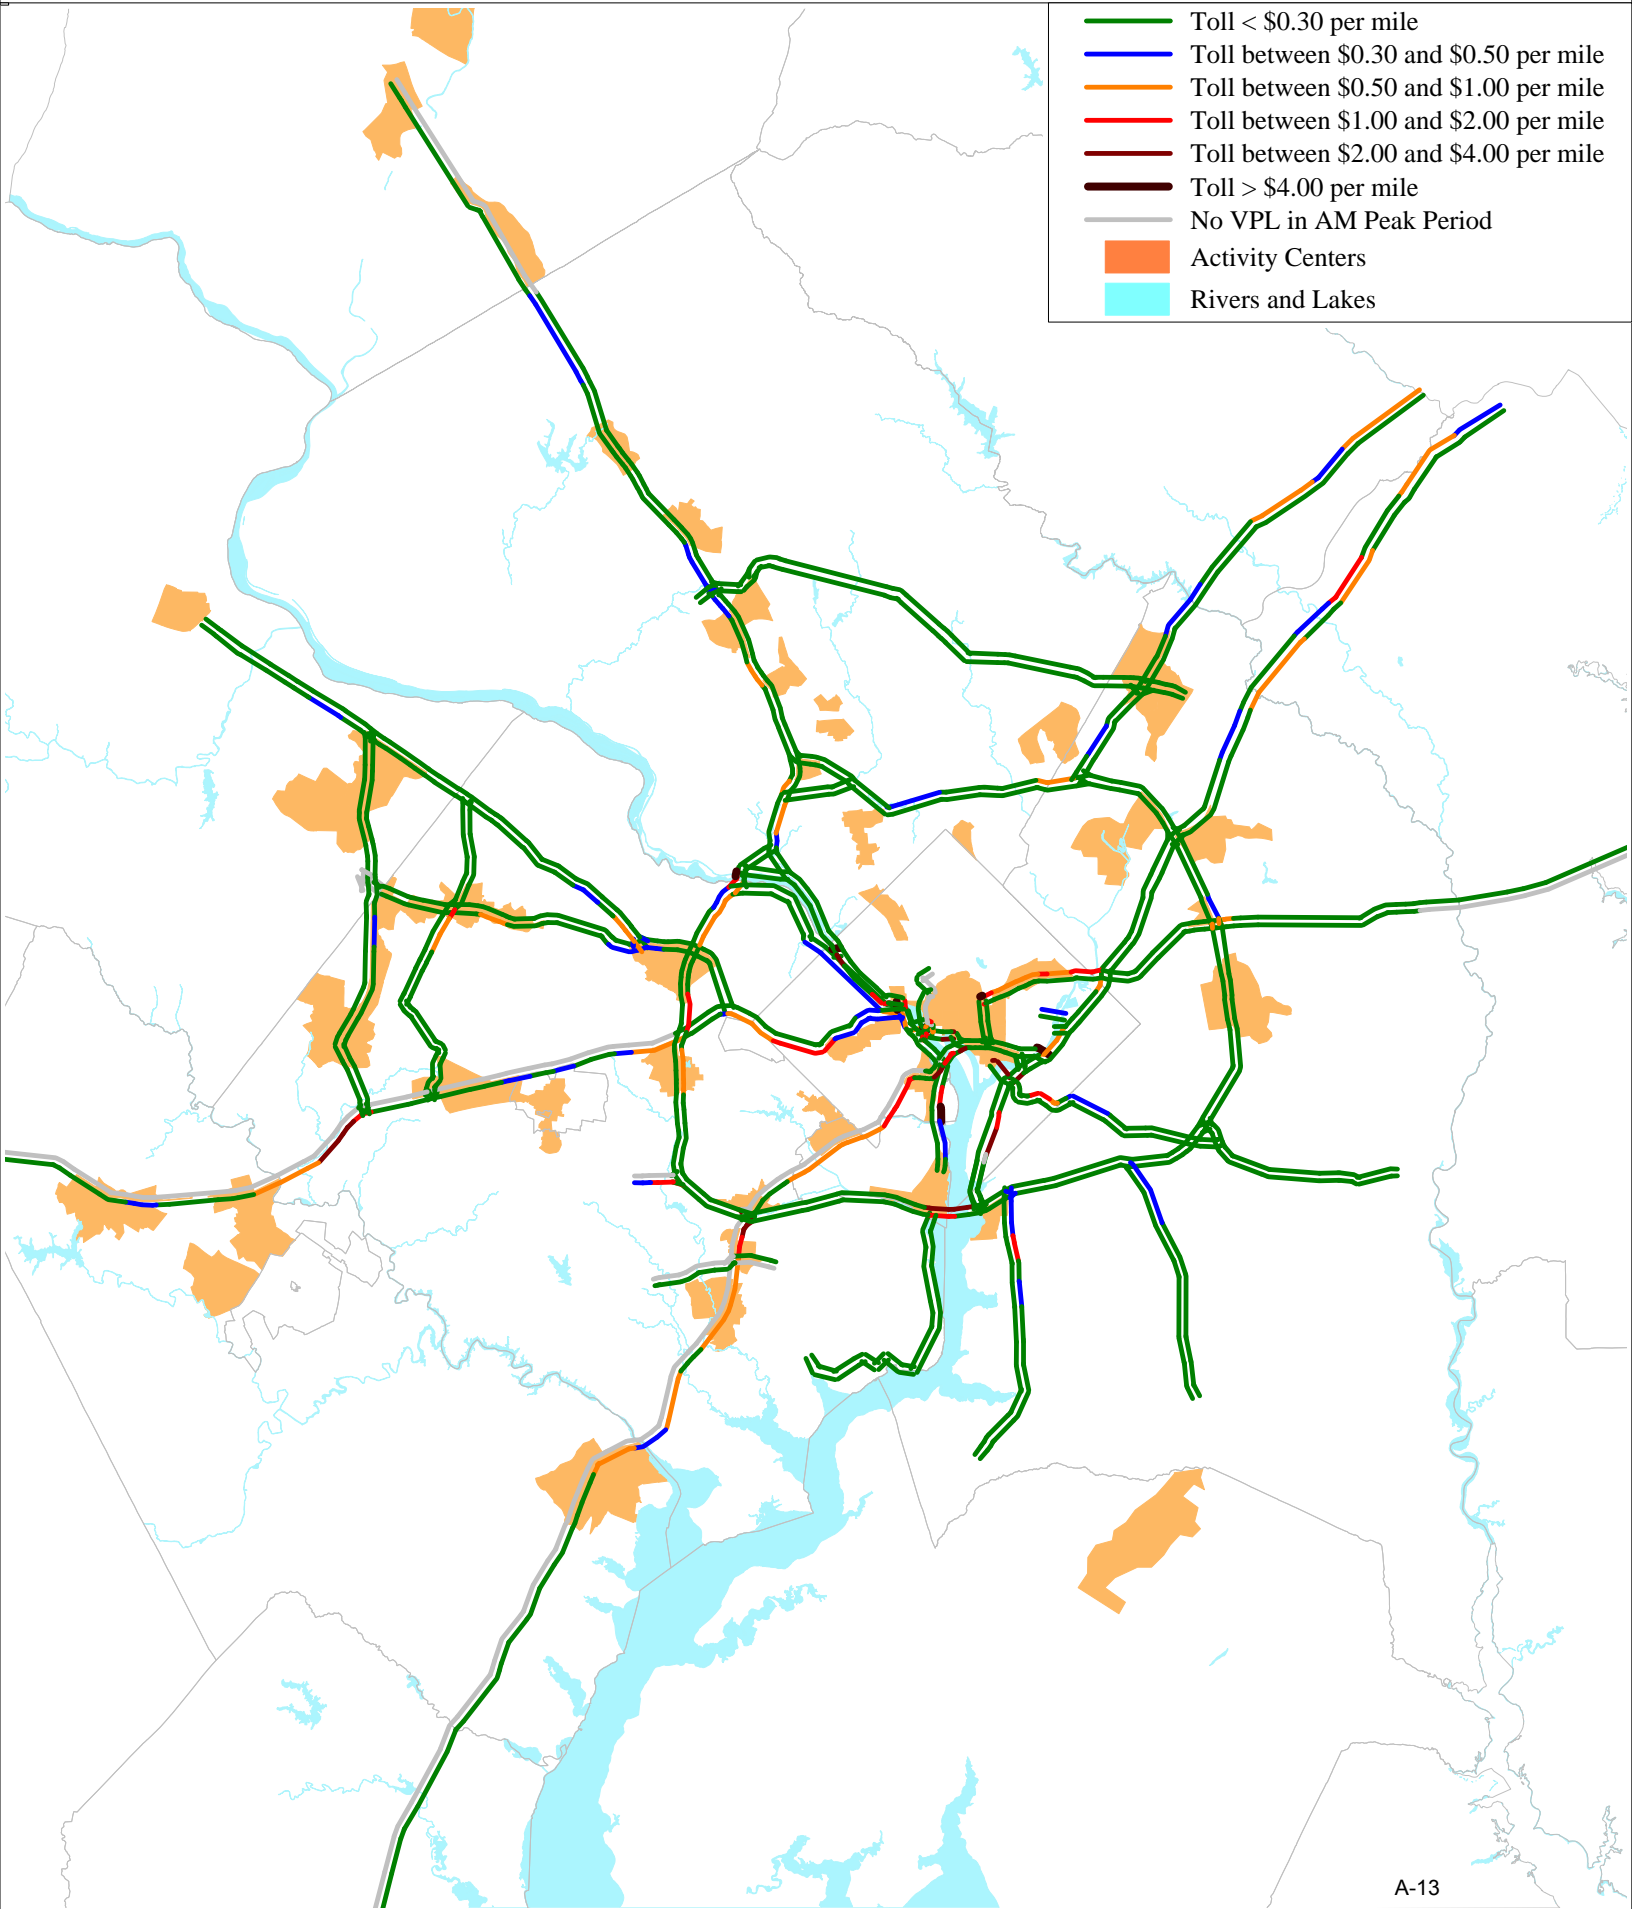 Toll < $0.30 per mile
Toll between $0.30 and $0.50 per mile
Toll between $0.50 and $1.00 per mile
Toll between $1.00 and $2.00 per mile
Toll between $2.00 and $4.00 per mile
Toll > $4.00 per mile
No VPL in AM Peak Period
Activity Centers
Rivers and Lakes
A-13